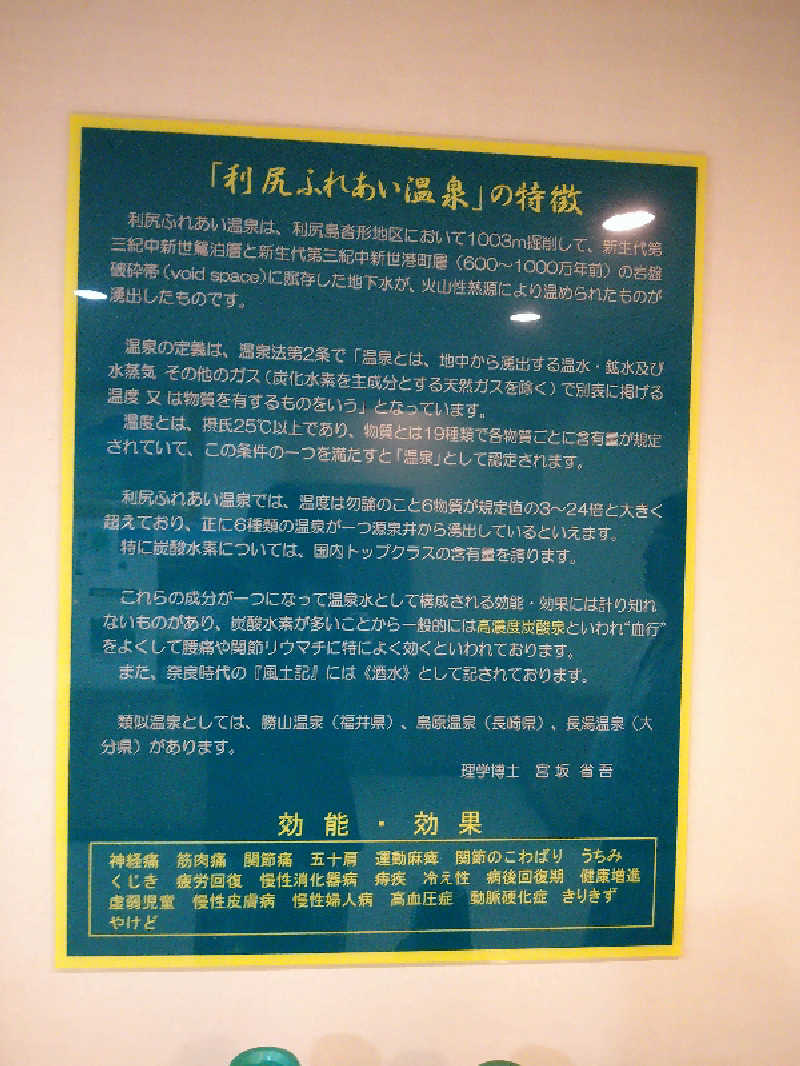 「利尻ふれあい温泉」の特徴
利尻ふれあい温泉は、利尻島沓形地区において1003m掘削して、新生代第
三紀中新世鴛泊層と新生代第三紀中新世港町層（600～1000万年前）の岩盤
破砕帯（void space）に賦存した地下水が、火山性熱源により温められたものが
湧出したものです。
温泉の定義は、温泉法第2条で「温泉とは、地中から湧出する温水・鉱水及び
水蒸気 その他のガス（炭化水素を主成分とする天然ガスを除く）で別表に掲げる
温度 又 は物質を有するものをいう」となっています。
温度とは、摂氏25℃以上であり、物質とは19種類で各物質ごとに含有量が規定
されていて、この条件の一つを満たすと「温泉」として認定されます。
利尻ふれあい温泉では、温度は勿論のこと6物質が規定値の3～24倍と大きく
超えており、正に6種類の温泉が一つ源泉井から湧出しているといえます。
特に炭酸水素については、国内トップクラスの含有量を誇ります。
これらの成分が一つになって温泉水として構成される効能・効果には計り知れ
ないものがあり、炭酸水素が多いことから一般的には高濃度炭酸泉といわれ“血行”
をよくして腰痛や関節リウマチに特によく効くといわれております。
また、奈良時代の『風土記』には《酒水》として記されております。
類似温泉としては、勝山温泉（福井県）、島原温泉（長崎県）、長湯温泉（大
分県）があります。
理学博士 宮坂 省吾
効能・効果
神経痛 筋肉痛 関節痛 五十肩 運動麻痺 関節のこわばり うちみ
くじき 疲労回復 慢性消化器病 痔疾 冷え性 病後回復期 健康増進
虚弱児童 慢性皮膚病 慢性婦人病 高血圧症 動脈硬化症 きりきず
やけど